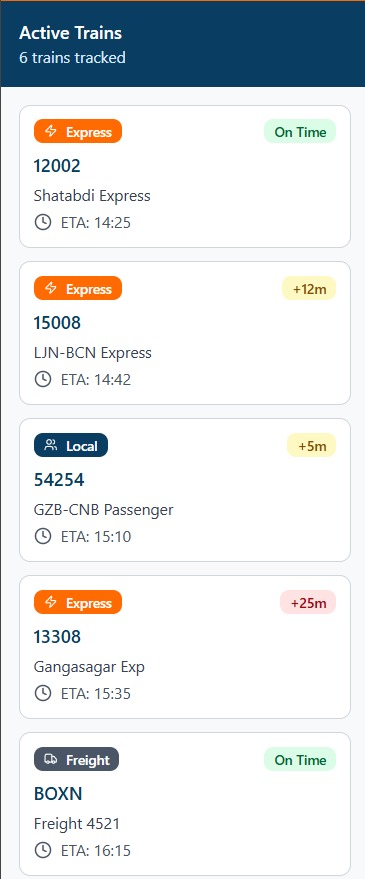 Active Trains
6 trains tracked
Express On Time
12002
Shatabdi Express
ETA: 14:25
Express +12m
15008
LJN-BCN Express
ETA: 14:42
Local +5m
54254
GZB-CNB Passenger
ETA: 15:10
Express +25m
13308
Gangasagar Exp
ETA: 15:35
Freight On Time
BOXN
Freight 4521
ETA: 16:15